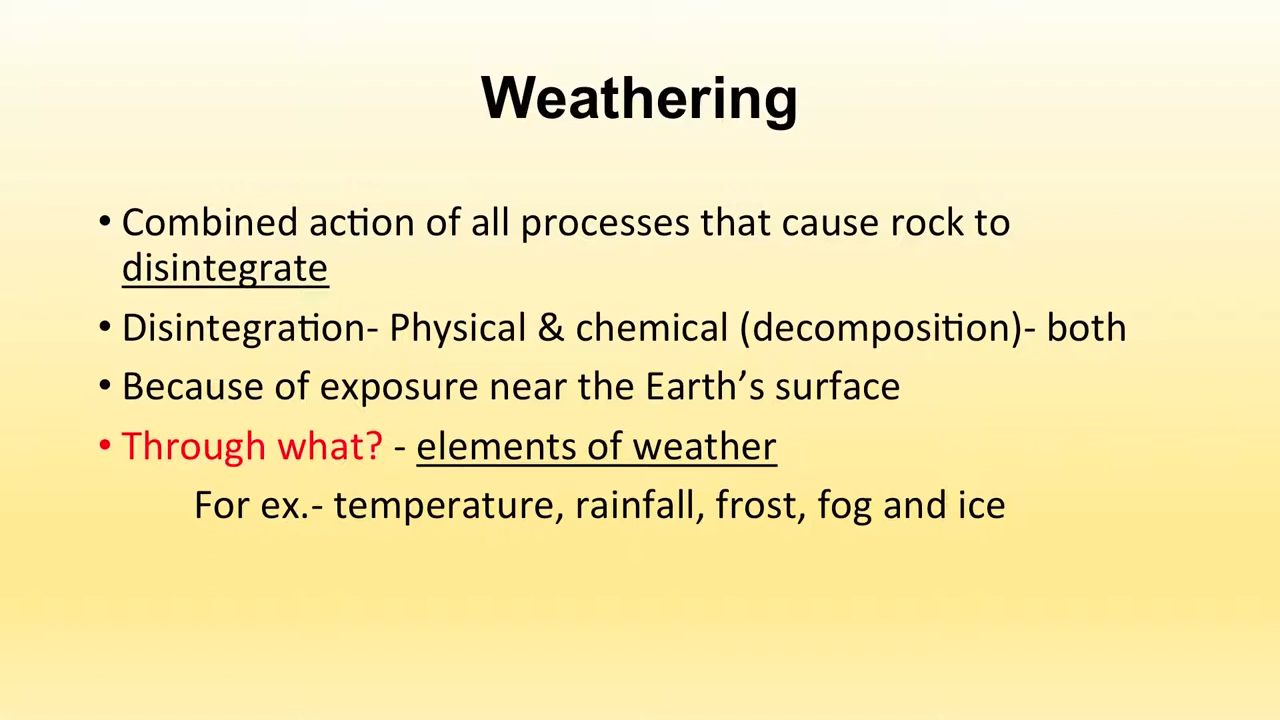 Weathering
• Combined action of all processes that cause rock to
disintegrate
• Disintegration- Physical & chemical (decomposition)- both
• Because of exposure near the Earth’s surface
• Through what? - elements of weather
For ex.- temperature, rainfall, frost, fog and ice